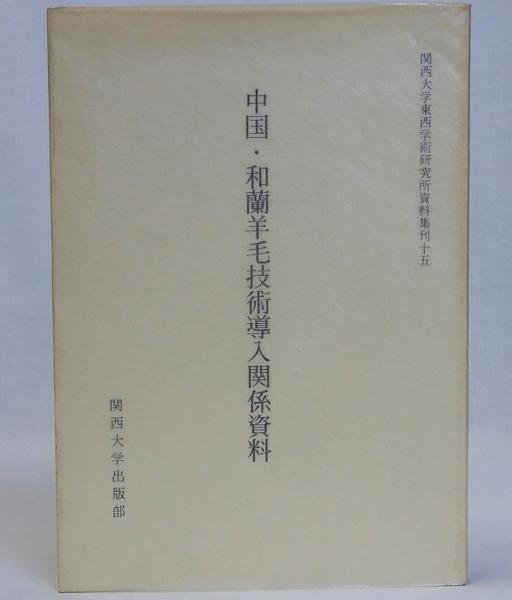 関西大学東西学術研究所資料集刊十五
中国・和蘭羊毛技術導入関係資料
関西大学出版部